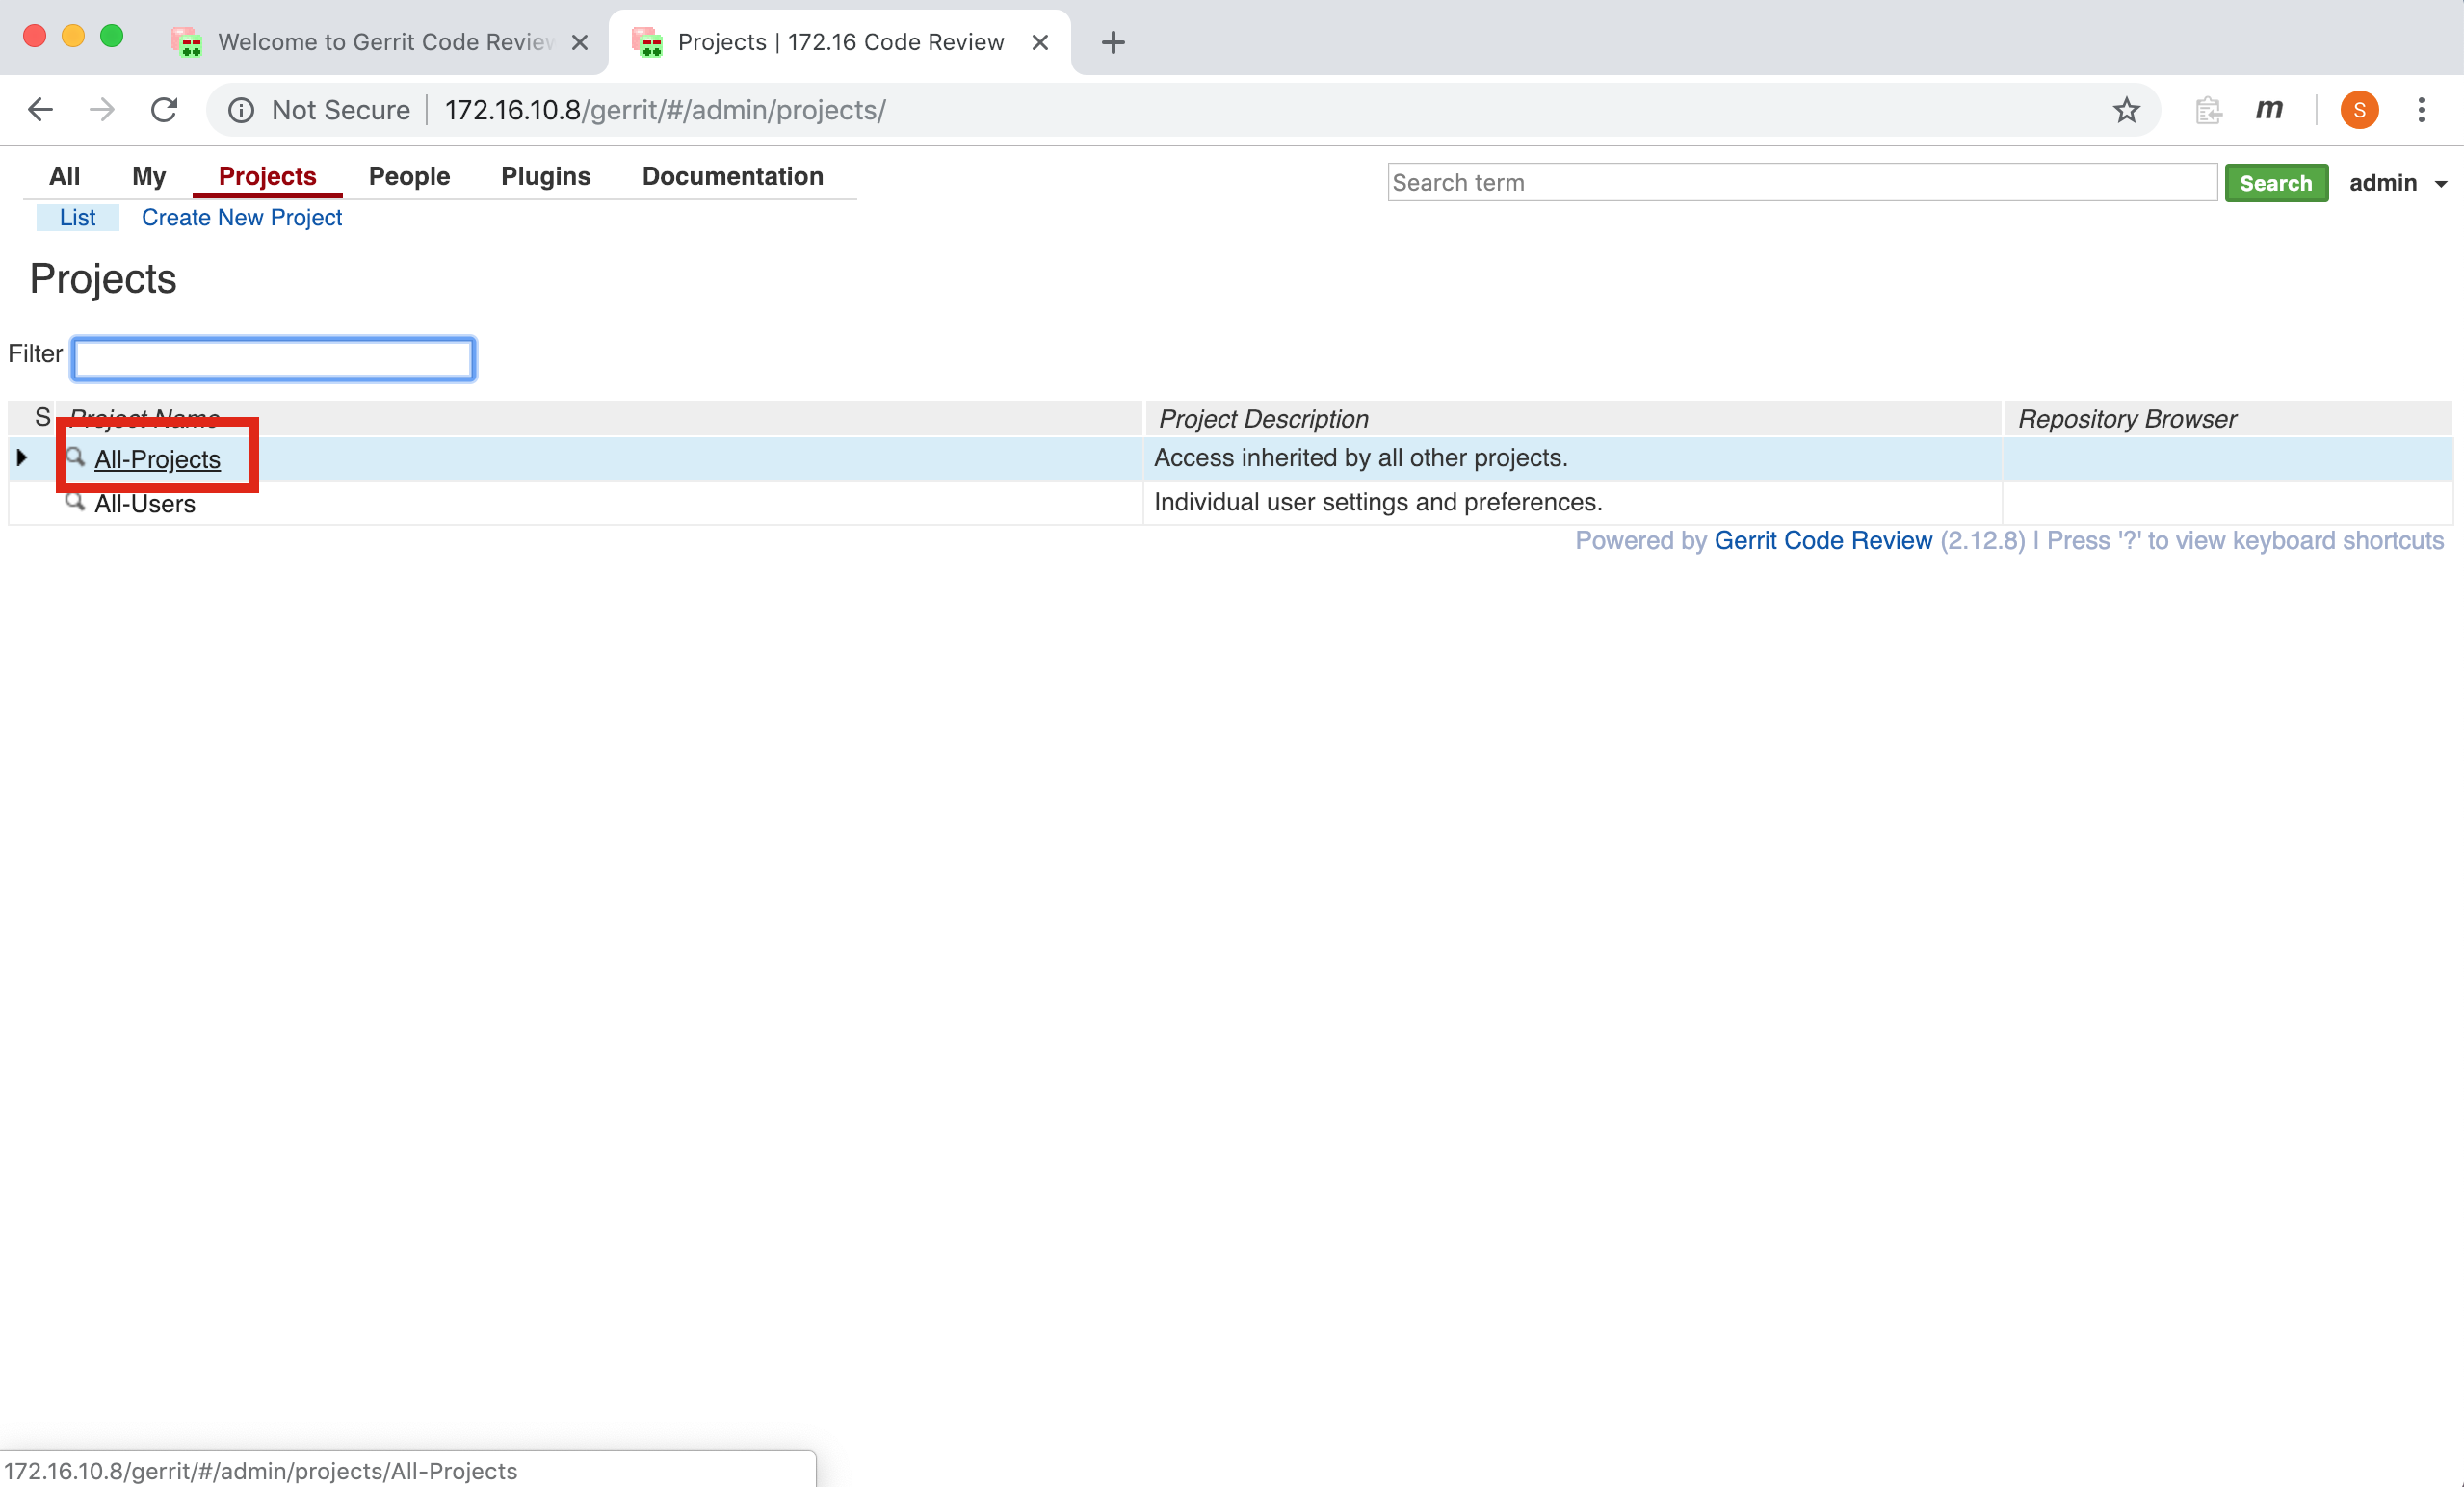 Welcome to Gerrit Code Review
Projects | 172.16 Code Review
Not Secure 172.16.10.8/gerrit/#/admin/projects/
m
S
All My Projects People Plugins Documentation
Search term Search admin
List Create New Project
Projects
Filter
S Project Name Project Description Repository Browser
All-Projects Access inherited by all other projects.
All-Users Individual user settings and preferences.
Powered by Gerrit Code Review (2.12.8) | Press '?' to view keyboard shortcuts
172.16.10.8/gerrit/#/admin/projects/All-Projects